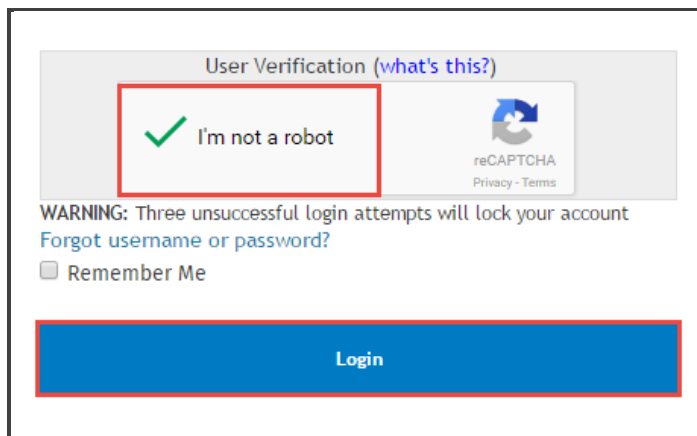 User Verification (what's this?)
I'm not a robot
reCAPTCHA
Privacy - Terms
WARNING: Three unsuccessful login attempts will lock your account
Forgot username or password?
Remember Me
Login